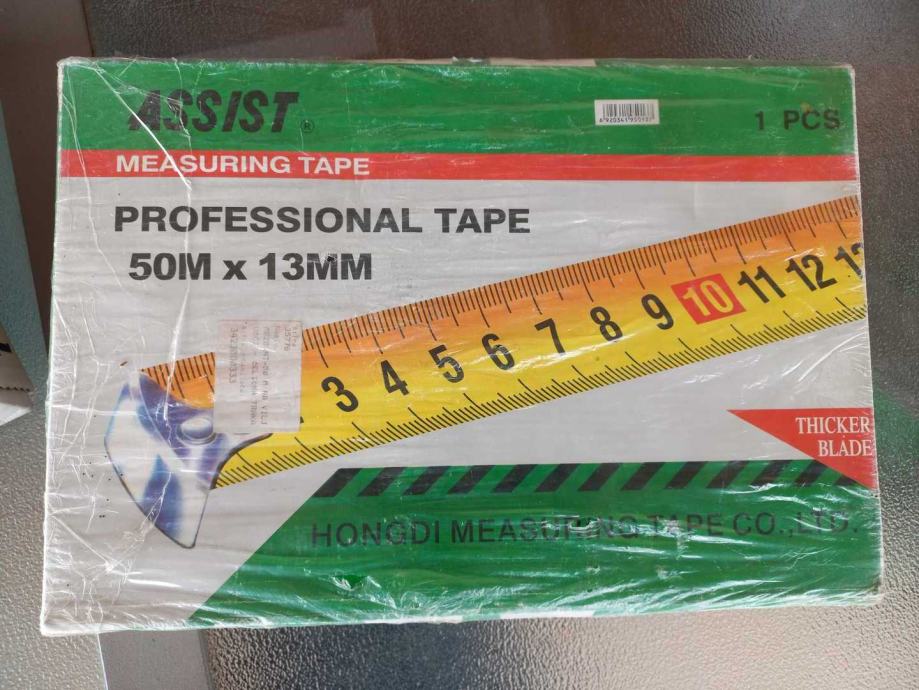 ASSIST®
1 PCS
MEASURING TAPE
PROFESSIONAL TAPE
50M x 13MM
3 4 5 6 7 8 9 10 11 12 13
THICKER
BLADE
HONGDI MEASURING TAPE CO.,LTD.